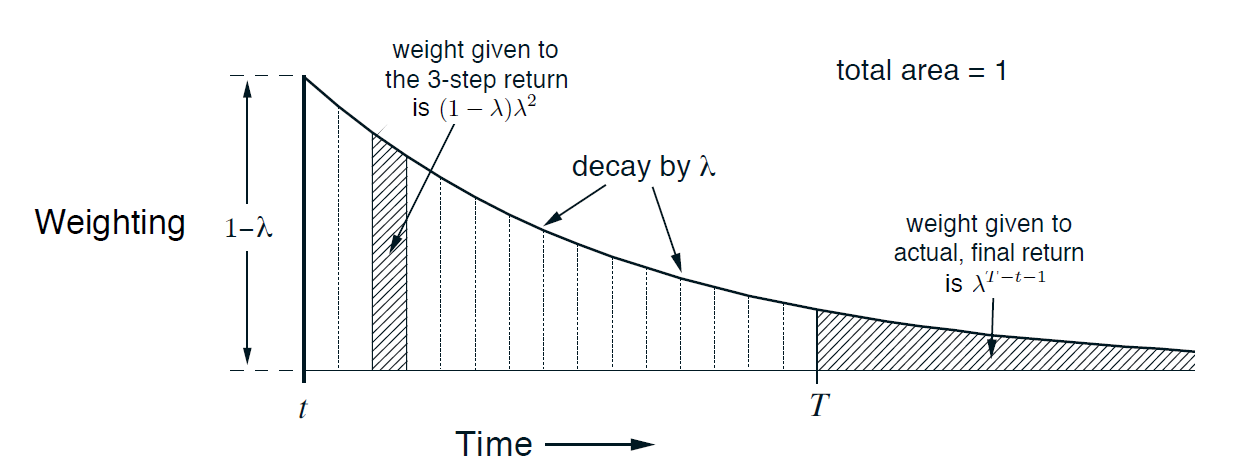 weight given to
the 3-step return
is (1 − λ)λ²
total area = 1
decay by λ
Weighting
1−λ
weight given to
actual, final return
is λᵀ⁻ᵗ⁻¹
t
T
Time